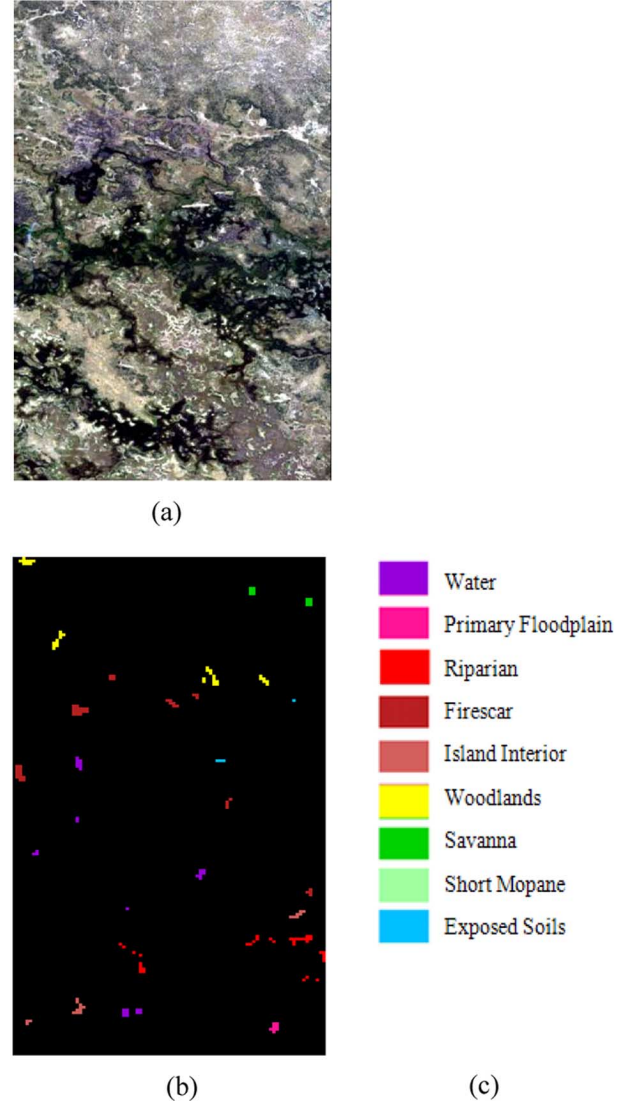 (a)
Water
Primary Floodplain
Riparian
Firescar
Island Interior
Woodlands
Savanna
Short Mopane
Exposed Soils
(b)
(c)